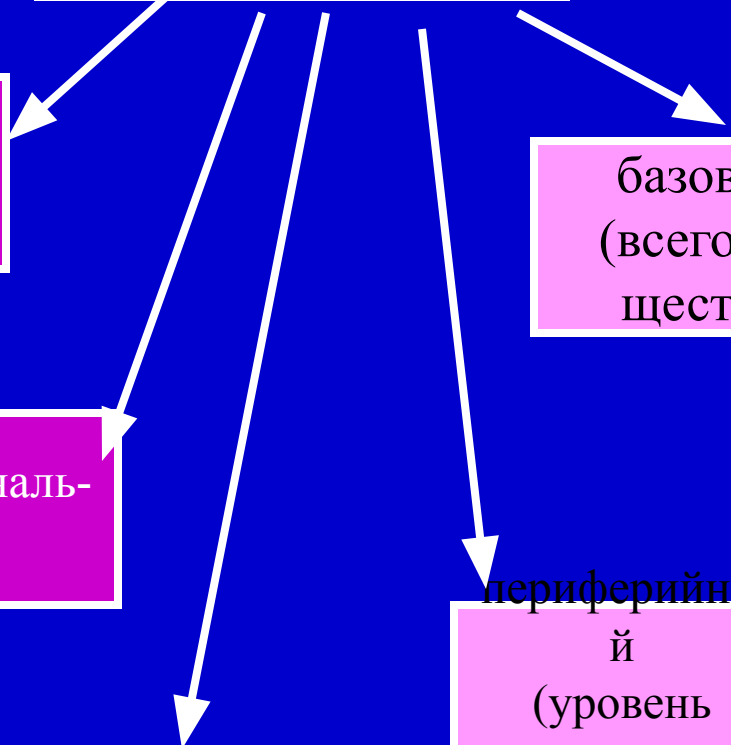 базов
(всего
щест
наль-
периферийн
й
(уровень